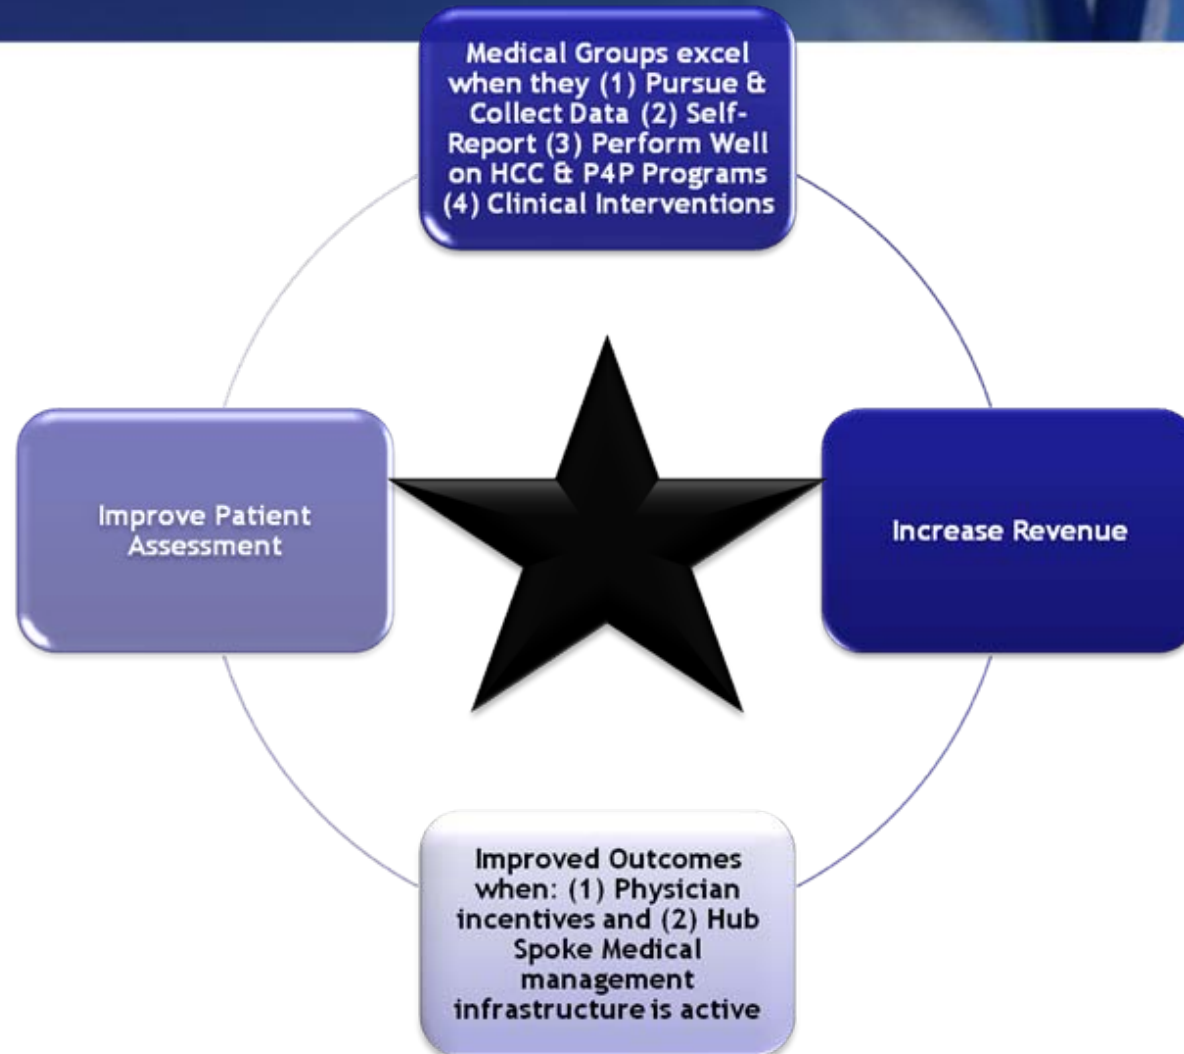 Medical Groups excel
when they (1) Pursue &
Collect Data (2) Self-
Report (3) Perform Well
on HCC & P4P Programs
(4) Clinical Interventions
Improve Patient
Assessment
Increase Revenue
Improved Outcomes
when: (1) Physician
incentives and (2) Hub
Spoke Medical
management
infrastructure is active